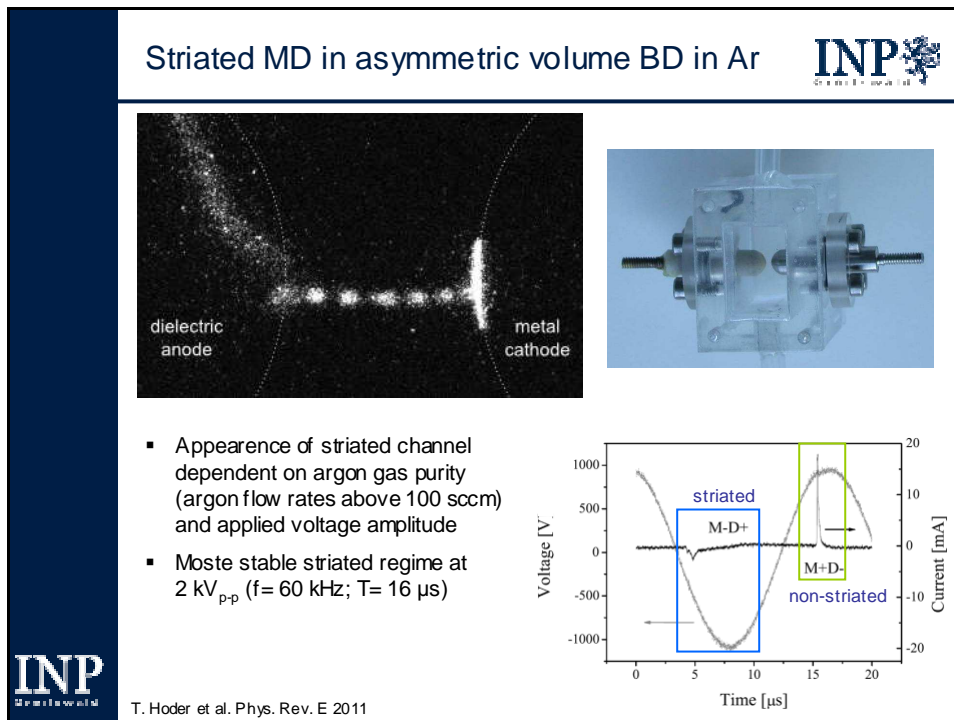 Striated MD in asymmetric volume BD in Ar
INP
dielectric
anode
metal
cathode
▪ Appearence of striated channel
dependent on argon gas purity
(argon flow rates above 100 sccm)
and applied voltage amplitude
▪ Moste stable striated regime at
2 kVp-p (f= 60 kHz; T= 16 µs)
striated
M-D+
M+D-
non-striated
Voltage [V]
1000
500
0
-500
-1000
20
10
0
-10
-20
Current [mA]
0 5 10 15 20
Time [µs]
INP
Greifswald
T. Hoder et al. Phys. Rev. E 2011